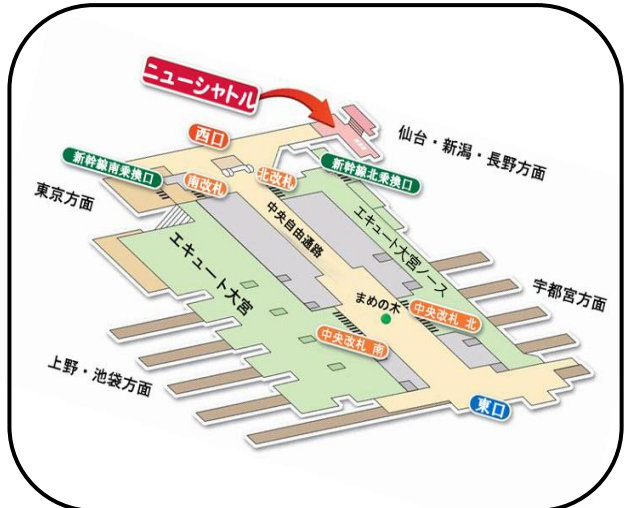 ニューシャトル
西口
仙台・新潟・長野方面
新幹線南乗換口
南改札
北改札
新幹線北乗換口
東京方面
中央自由通路
エキュート大宮
エキュート大宮ノース
まめの木
宇都宮方面
中央改札 北
中央改札 南
上野・池袋方面
東口